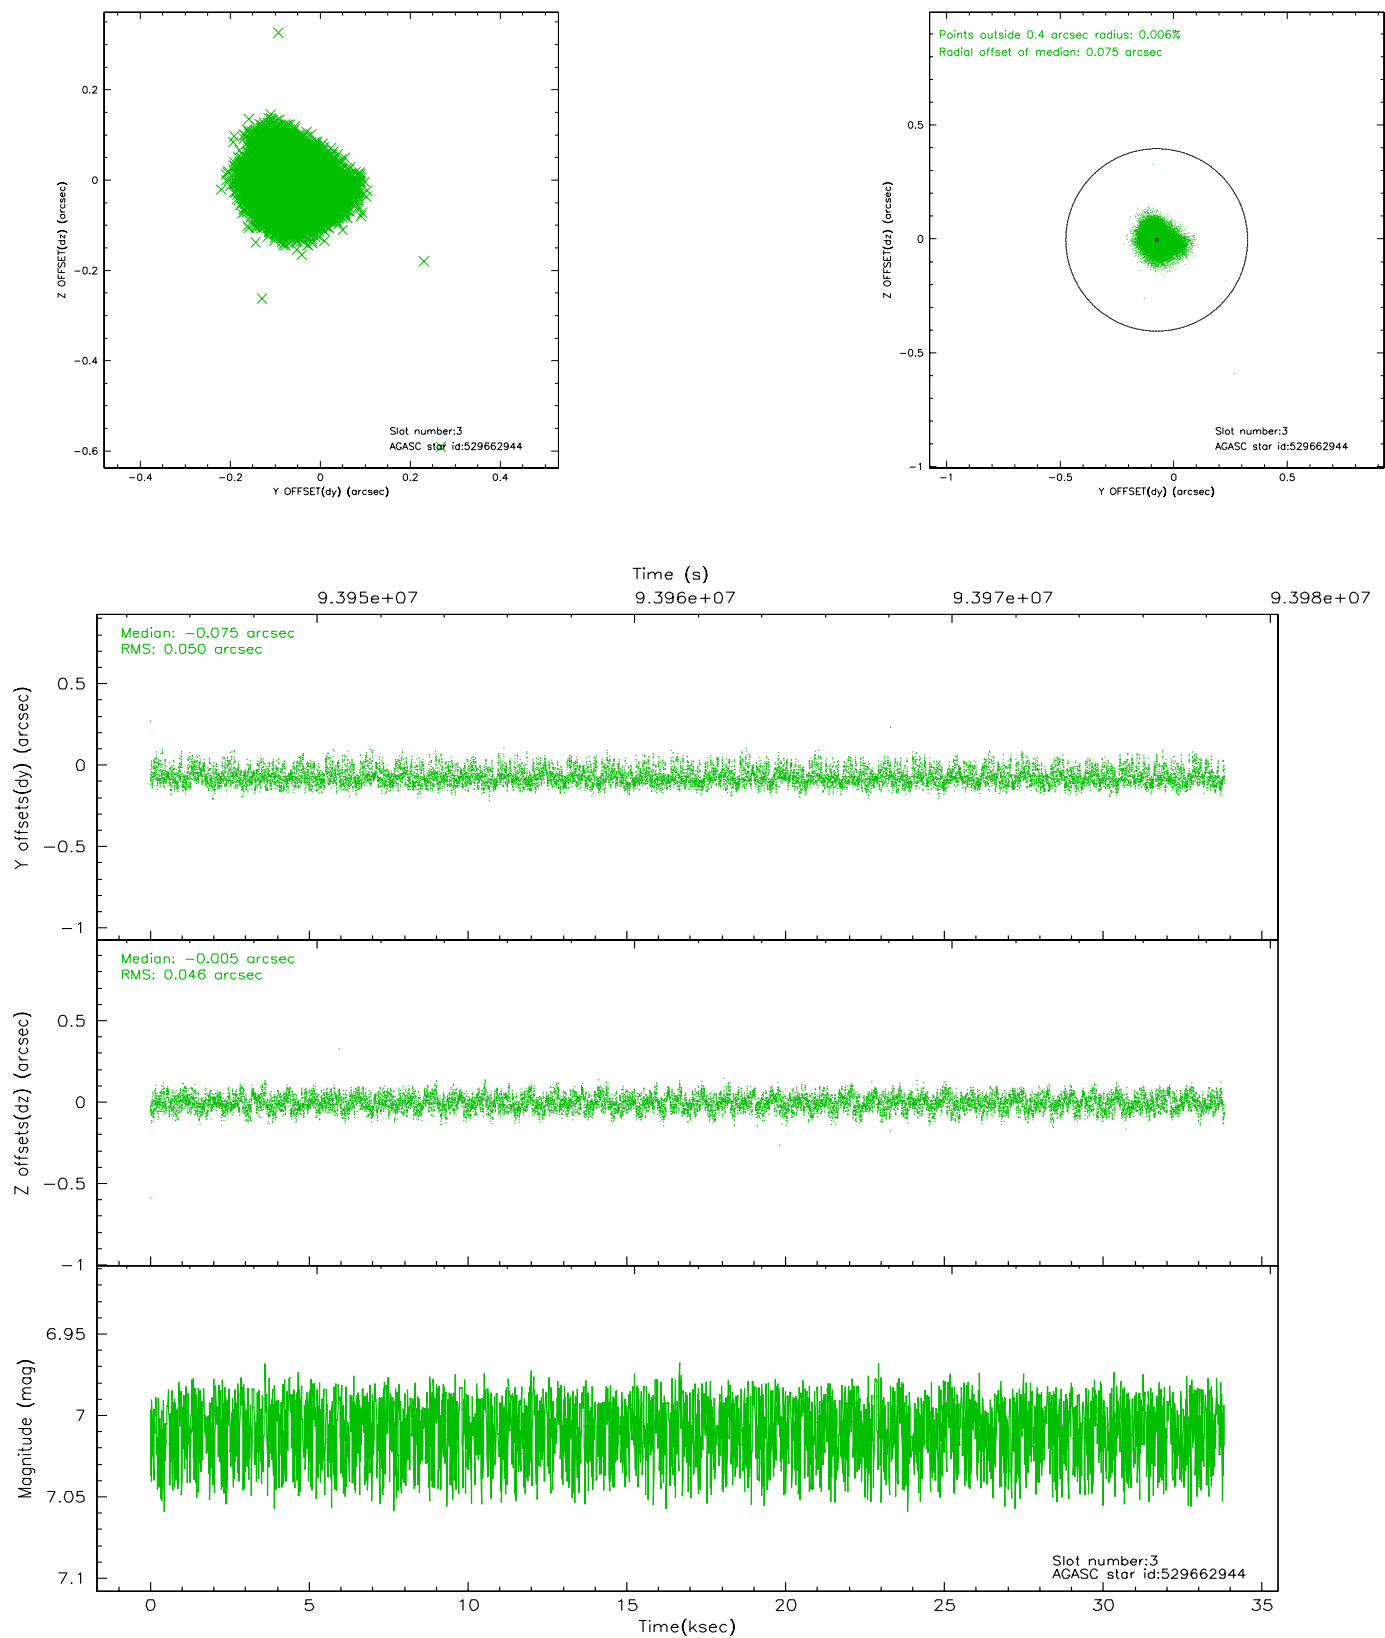 0.2
0
−0.2
−0.4
−0.6
Z OFFSET(dz) (arcsec)
Slot number:3
AGASC star id:529662944
−0.4
−0.2
0
0.2
0.4
Y OFFSET(dy) (arcsec)
Points outside 0.4 arcsec radius: 0.006%
Radial offset of median: 0.075 arcsec
0.5
0
−0.5
−1
Z OFFSET(dz) (arcsec)
Slot number:3
AGASC star id:529662944
−1
−0.5
0
0.5
Y OFFSET(dy) (arcsec)
Time (s)
9.395e+07
9.396e+07
9.397e+07
9.398e+07
Median: −0.075 arcsec
RMS: 0.050 arcsec
0.5
0
−0.5
−1
Y offsets(dy) (arcsec)
Median: −0.005 arcsec
RMS: 0.046 arcsec
0.5
0
−0.5
−1
Z offsets(dz) (arcsec)
6.95
7
7.05
7.1
Magnitude (mag)
Slot number:3
AGASC star id:529662944
0
5
10
15
20
25
30
35
Time(ksec)